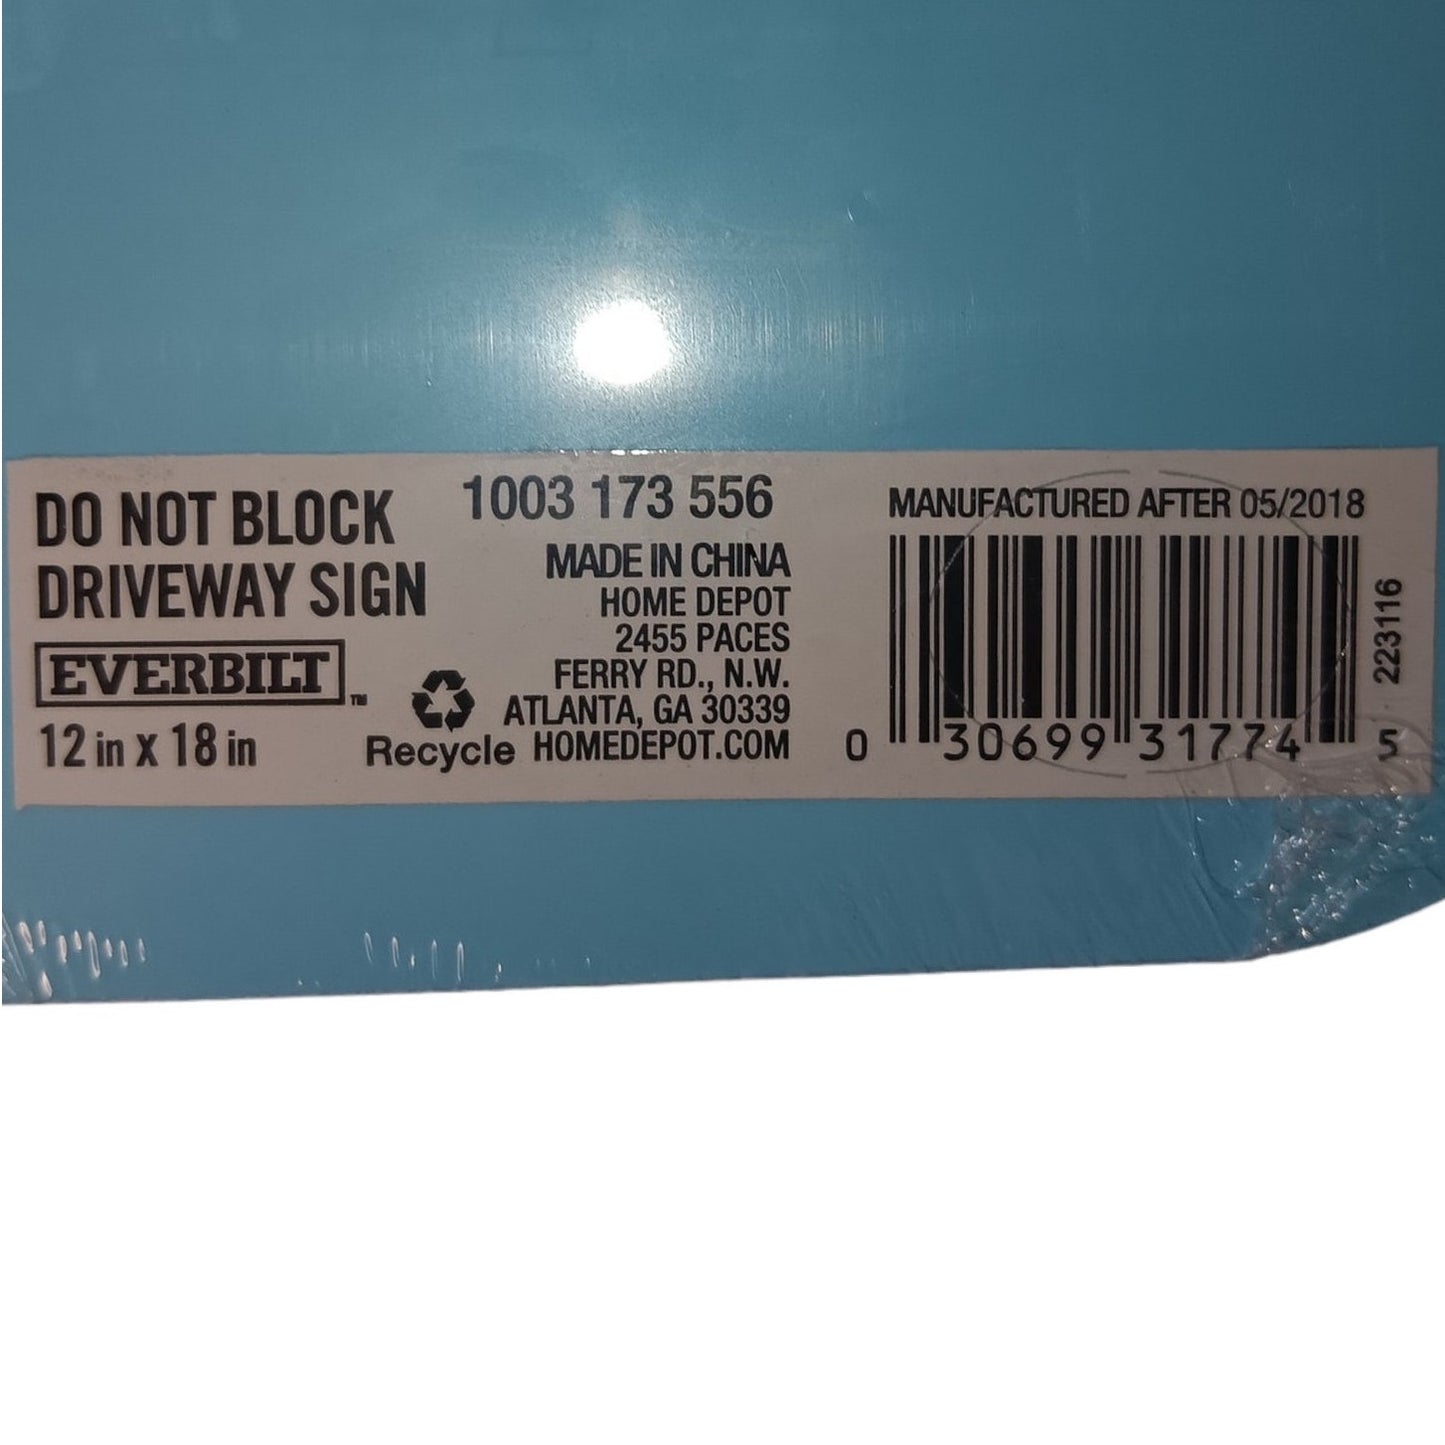 DO NOT BLOCK
DRIVEWAY SIGN
EVERBILT™
12 in x 18 in
Recycle
1003 173 556
MADE IN CHINA
HOME DEPOT
2455 PACES
FERRY RD., N.W.
ATLANTA, GA 30339
HOMEDEPOT.COM
MANUFACTURED AFTER 05/2018
0 30699 31774 5
223116